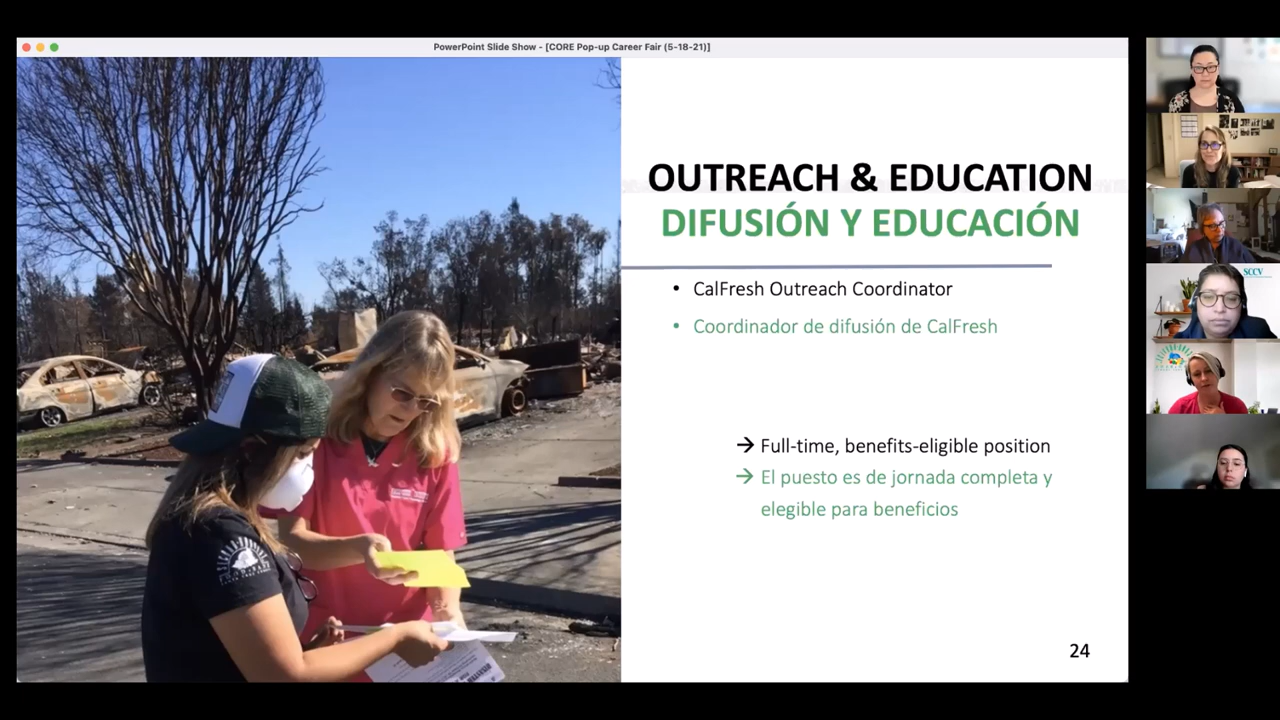 PowerPoint Slide Show - [CORE Pop-up Career Fair (5-18-21)]
OUTREACH & EDUCATION
DIFUSIÓN Y EDUCACIÓN
• CalFresh Outreach Coordinator
• Coordinador de difusión de CalFresh
→ Full-time, benefits-eligible position
→ El puesto es de jornada completa y
elegible para beneficios
24
SCCV